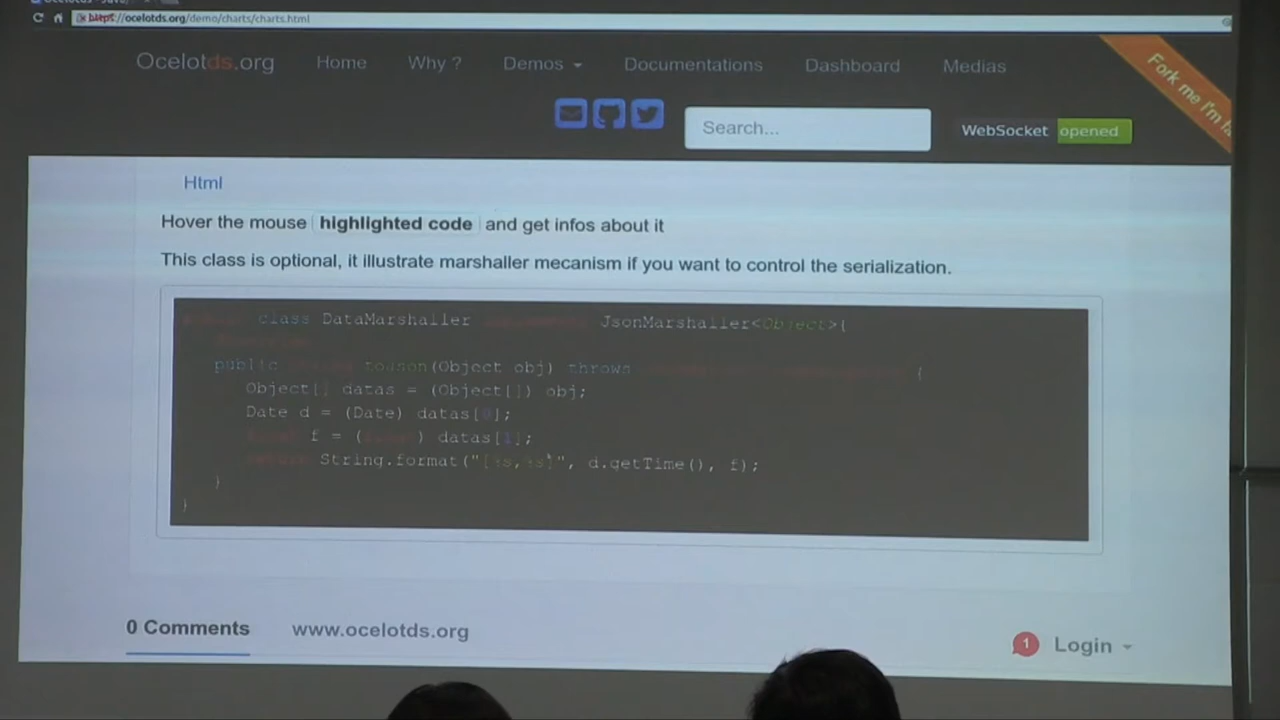 https://ocelotds.org/demo/charts/charts.html
Ocelotds.org Home Why ? Demos Documentations Dashboard Medias
Fork me I'm
Search... WebSocket opened
Html
Hover the mouse highlighted code and get infos about it
This class is optional, it illustrate marshaller mecanism if you want to control the serialization.
class DataMarshaller JsonMarshaller<Object>{
public toJson(Object obj) throws {
Object[] datas = (Object[]) obj;
Date d = (Date) datas[0];
f = ( ) datas[1];
return String.format("[%s,%s]", d.getTime(), f);
}
}
0 Comments www.ocelotds.org 1 Login